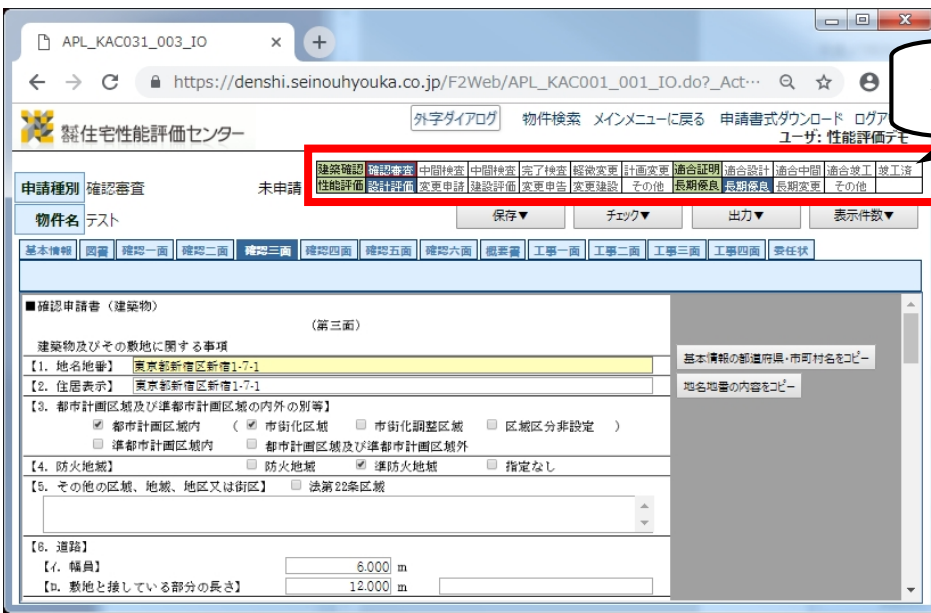 APL_KAC031_003_IO
https://denshi.seinouhyouka.co.jp/F2Web/APL_KAC001_001_IO.do?_Act…
外字ダイアログ 物件検索 メインメニューに戻る 申請書式ダウンロード ログア
株式会社 住宅性能評価センター
ユーザ: 性能評価デモ
建築確認 確認審査 中間検査 中間検査 完了検査 軽微変更 計画変更 適合証明 適合設計 適合中間 適合竣工 竣工済
申請種別 確認審査 未申請
性能評価 設計評価 変更申請 建設評価 変更申告 変更建設 その他 長期優良 長期優良 長期変更 その他
物件名 テスト 保存▼ チェック▼ 出力▼ 表示件数▼
基本情報 図書 確認一面 確認二面 確認三面 確認四面 確認五面 確認六面 概要書 工事一面 工事二面 工事三面 工事四面 委任状
■確認申請書(建築物)
(第三面)
建築物及びその敷地に関する事項
【1. 地名地番】 東京都新宿区新宿1-7-1
基本情報の都道府県・市町村名をコピー
【2. 住居表示】 東京都新宿区新宿1-7-1
地名地番の内容をコピー
【3. 都市計画区域及び準都市計画区域の内外の別等】
都市計画区域内 ( 市街化区域 市街化調整区域 区域区分非設定 )
準都市計画区域内 都市計画区域及び準都市計画区域外
【4. 防火地域】 防火地域 準防火地域 指定なし
【5. その他の区域、地域、地区又は街区】 法第22条区域
【6. 道路】
【イ. 幅員】 6.000 m
【ロ. 敷地と接している部分の長さ】 12.000 m